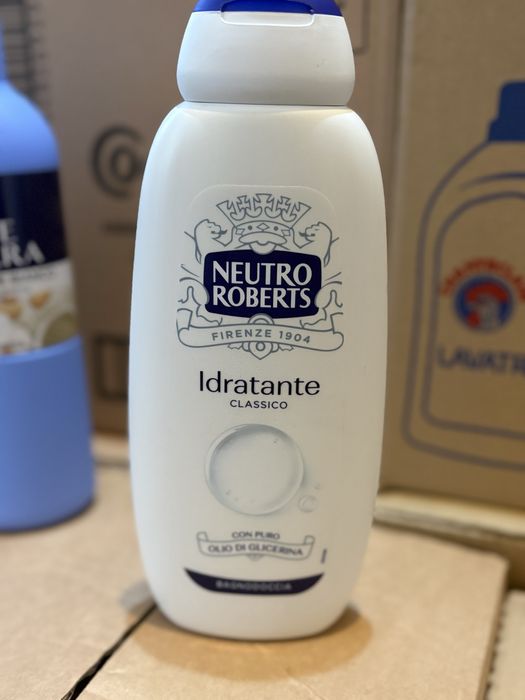 NEUTRO
ROBERTS
FIRENZE 1904
Idratante
CLASSICO
CON PURO
OLIO DI GLICERINA
BAGNODOCCIA